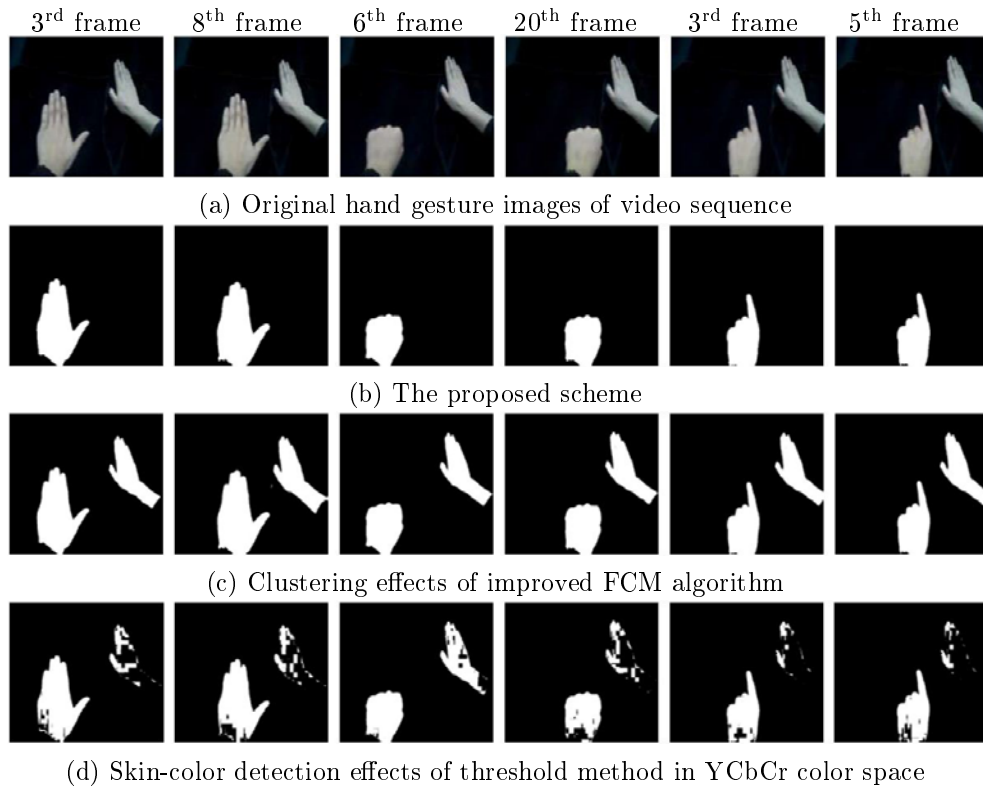 3rd frame 8th frame 6th frame 20th frame 3rd frame 5th frame
(a) Original hand gesture images of video sequence
(b) The proposed scheme
(c) Clustering effects of improved FCM algorithm
(d) Skin-color detection effects of threshold method in YCbCr color space